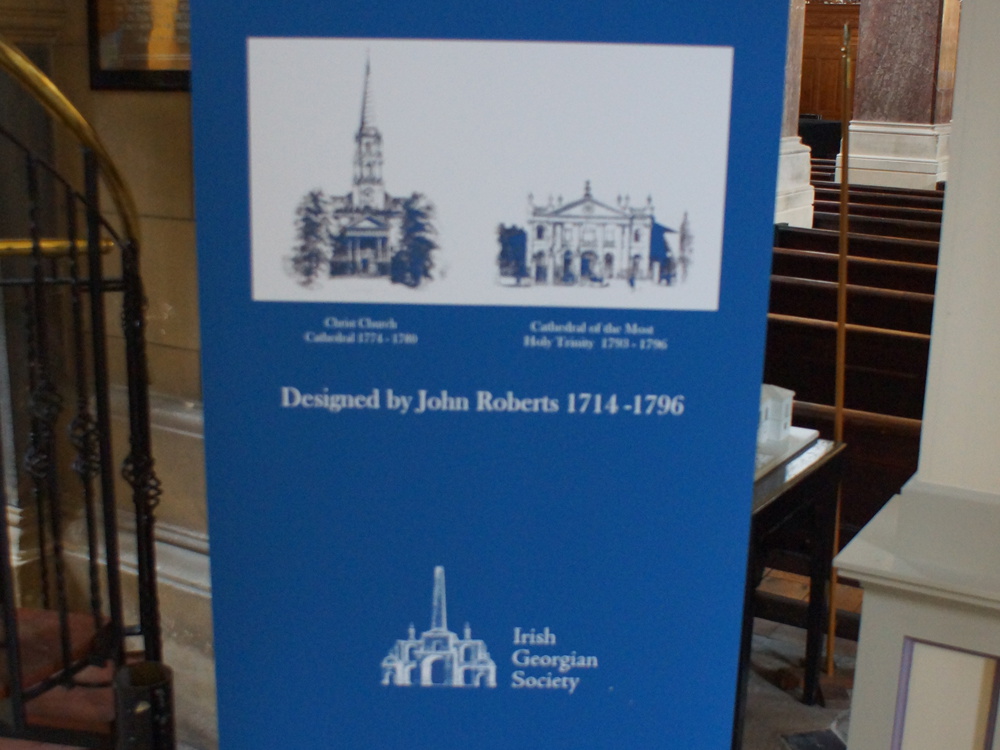 Christ Church
Cathedral 1774 - 1780
Cathedral of the Most
Holy Trinity 1793 - 1796
Designed by John Roberts 1714 -1796
Irish
Georgian
Society